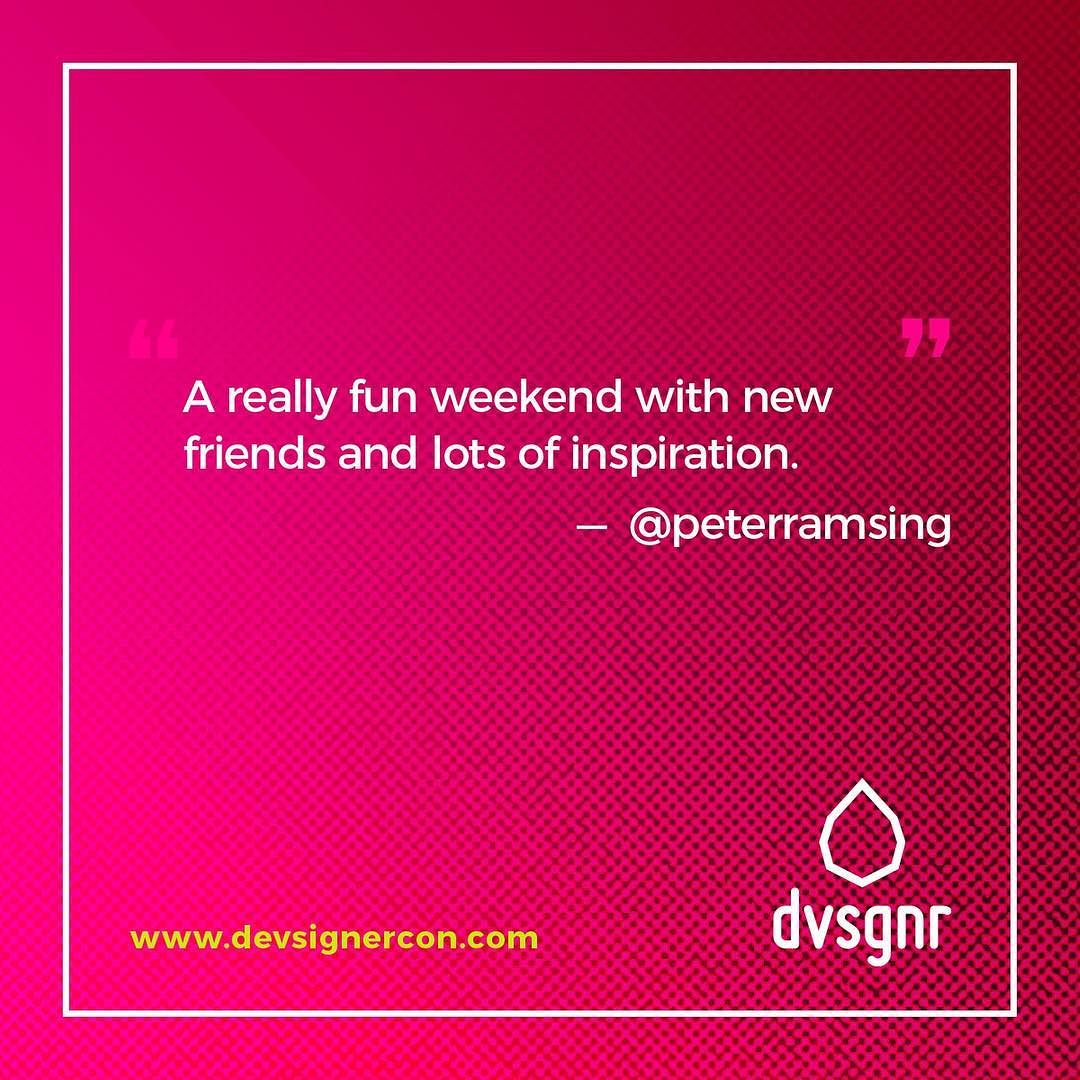 “ ”
A really fun weekend with new
friends and lots of inspiration.
— @peterramsing
www.devsignercon.com
dvsgnr